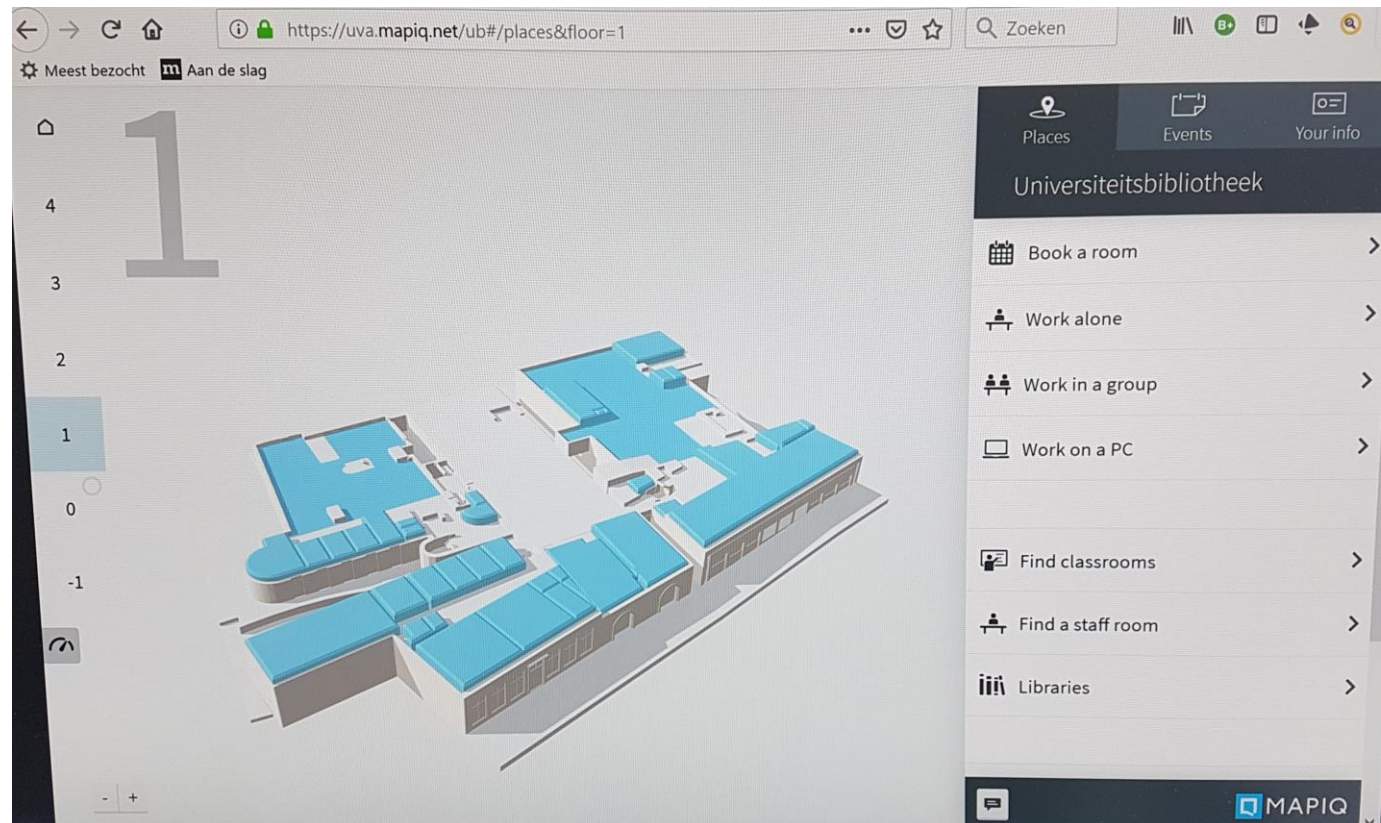 https://uva.mapiq.net/ub#/places&floor=1
Zoeken
Meest bezocht
m Aan de slag
1
4
3
2
1
0
-1
- +
Places
Events
Your info
Universiteitsbibliotheek
Book a room
Work alone
Work in a group
Work on a PC
Find classrooms
Find a staff room
Libraries
MAPIQ